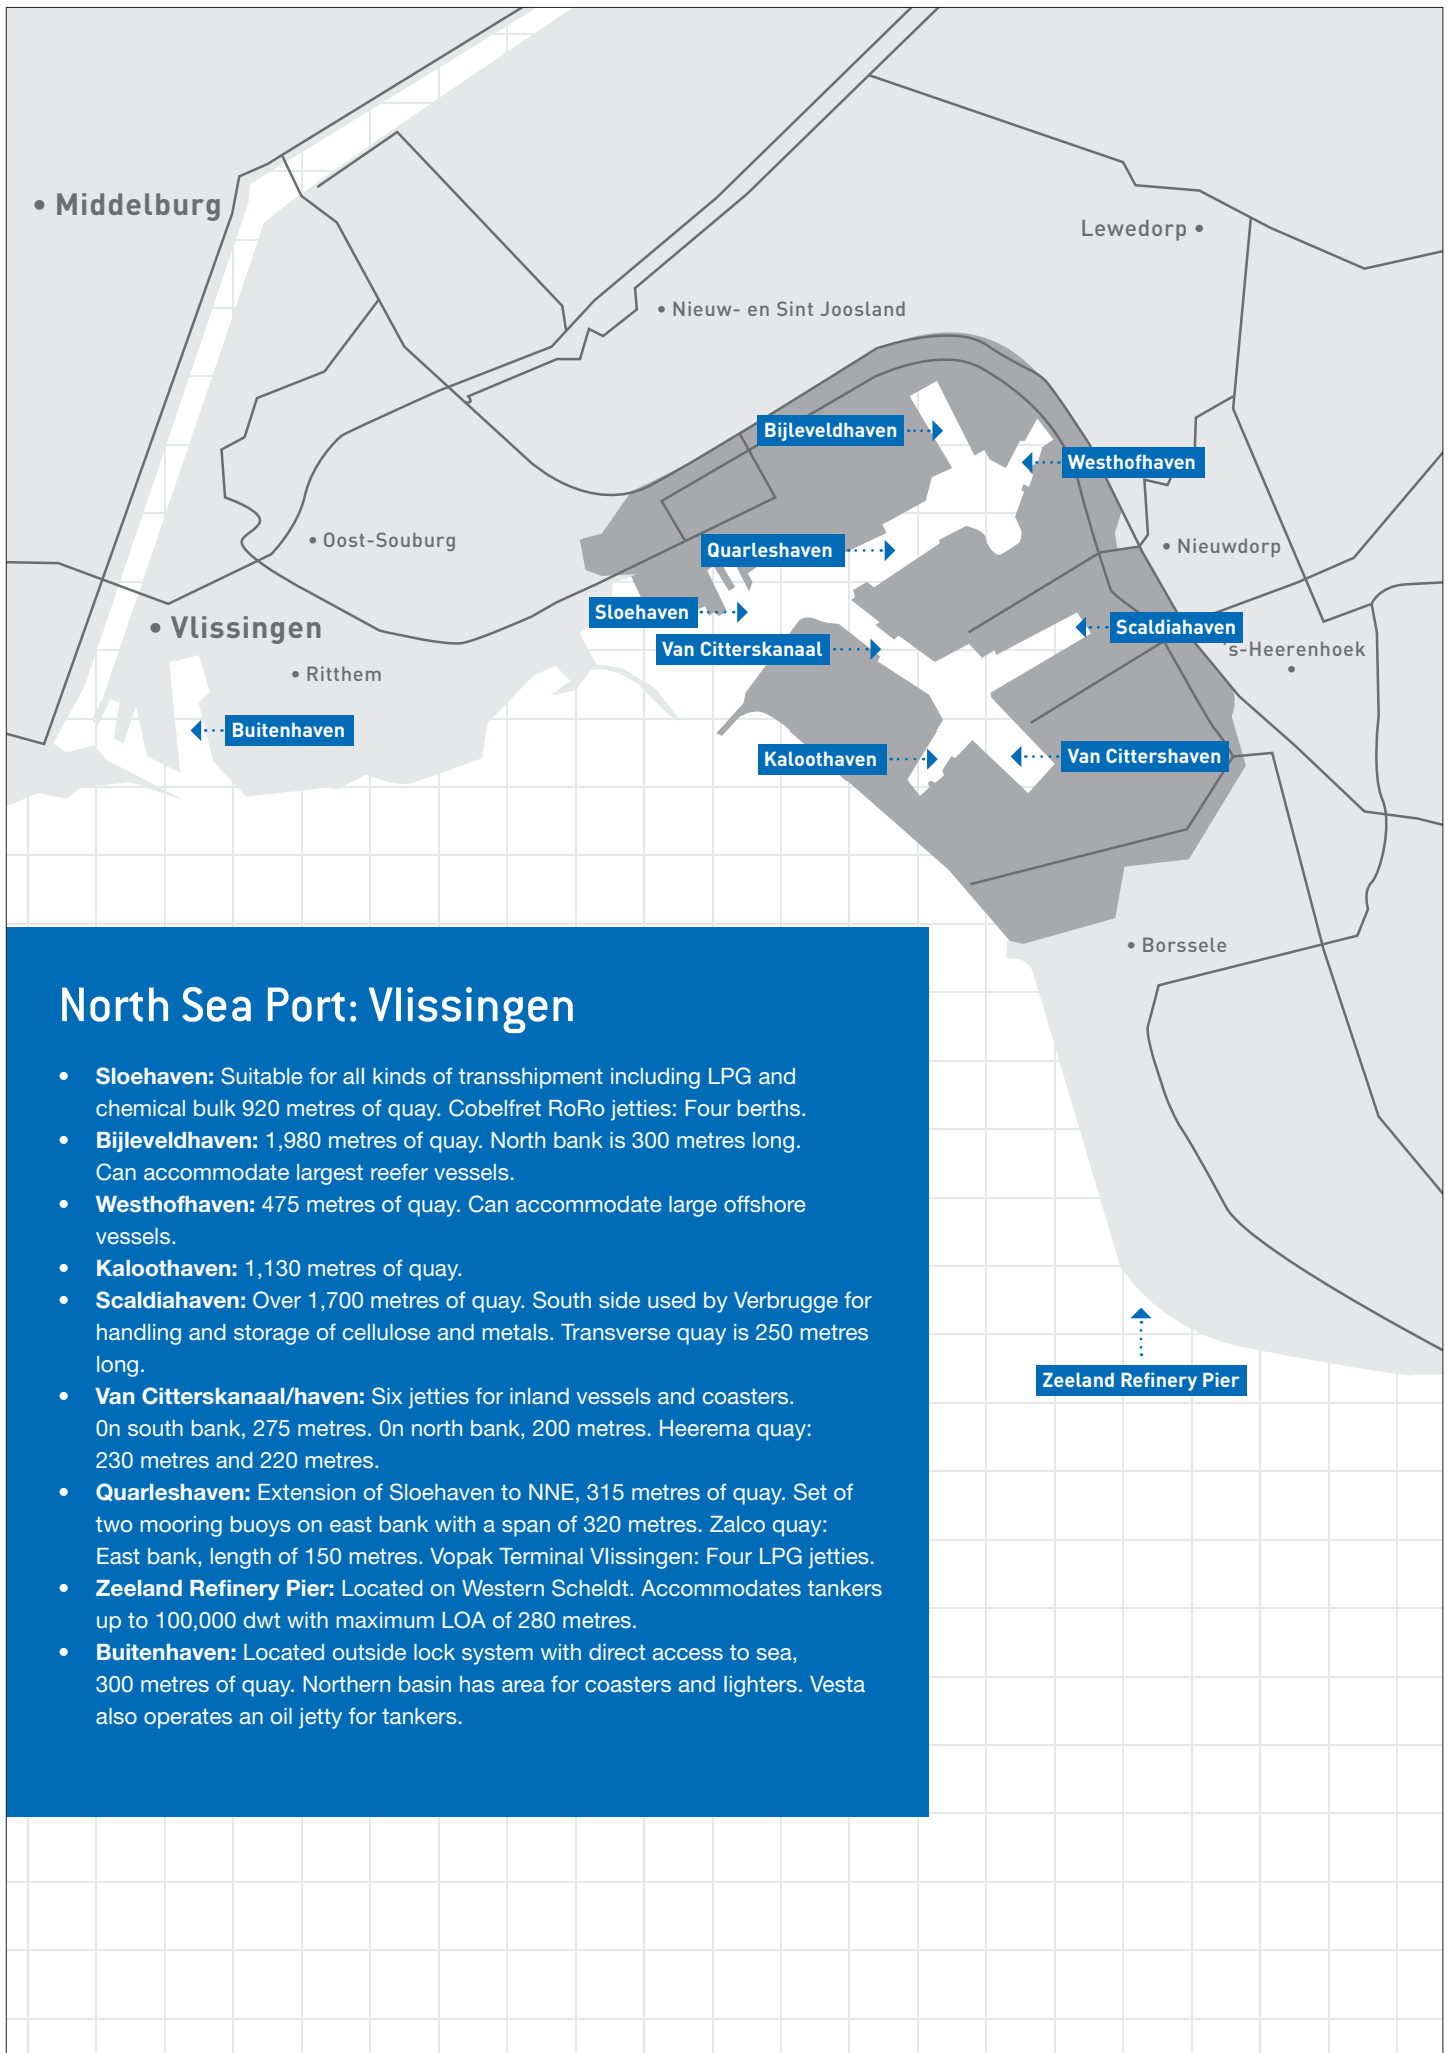 • Middelburg
Lewedorp •
• Nieuw- en Sint Joosland
Bijleveldhaven
Westhofhaven
• Oost-Souburg
Quarleshaven
• Nieuwdorp
Sloehaven
• Vlissingen
Scaldiahaven
Van Citterskanaal
's-Heerenhoek
• Ritthem
Buitenhaven
Kaloothaven
Van Cittershaven
• Borssele
North Sea Port: Vlissingen
• Sloehaven: Suitable for all kinds of transshipment including LPG and
chemical bulk 920 metres of quay. Cobelfret RoRo jetties: Four berths.
• Bijleveldhaven: 1,980 metres of quay. North bank is 300 metres long.
Can accommodate largest reefer vessels.
• Westhofhaven: 475 metres of quay. Can accommodate large offshore
vessels.
• Kaloothaven: 1,130 metres of quay.
• Scaldiahaven: Over 1,700 metres of quay. South side used by Verbrugge for
handling and storage of cellulose and metals. Transverse quay is 250 metres
long.
• Van Citterskanaal/haven: Six jetties for inland vessels and coasters.
0n south bank, 275 metres. 0n north bank, 200 metres. Heerema quay:
230 metres and 220 metres.
• Quarleshaven: Extension of Sloehaven to NNE, 315 metres of quay. Set of
two mooring buoys on east bank with a span of 320 metres. Zalco quay:
East bank, length of 150 metres. Vopak Terminal Vlissingen: Four LPG jetties.
• Zeeland Refinery Pier: Located on Western Scheldt. Accommodates tankers
up to 100,000 dwt with maximum LOA of 280 metres.
• Buitenhaven: Located outside lock system with direct access to sea,
300 metres of quay. Northern basin has area for coasters and lighters. Vesta
also operates an oil jetty for tankers.
Zeeland Refinery Pier